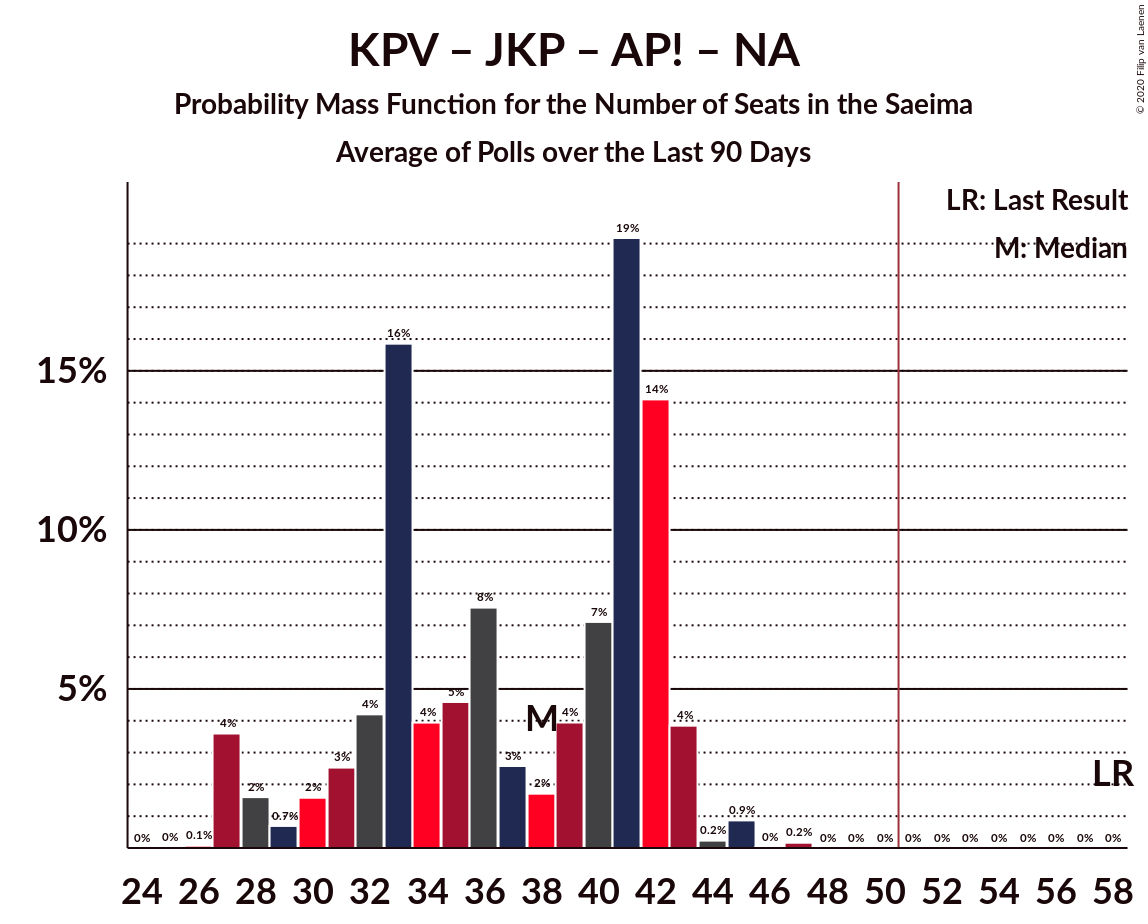 KPV – JKP – AP! – NA
Probability Mass Function for the Number of Seats in the Saeima
Average of Polls over the Last 90 Days
© 2020 Filip van Laenen
LR: Last Result
M: Median
19%
16%
15%
14%
10%
8%
7%
5%
5%
4%
4%
4%
4%
4%
M
3%
3%
2%
2%
2%
LR
0.7%
0.9%
0% 0% 0.1% 0.2% 0% 0.2% 0% 0% 0% 0% 0% 0% 0% 0% 0% 0% 0%
24 26 28 30 32 34 36 38 40 42 44 46 48 50 52 54 56 58